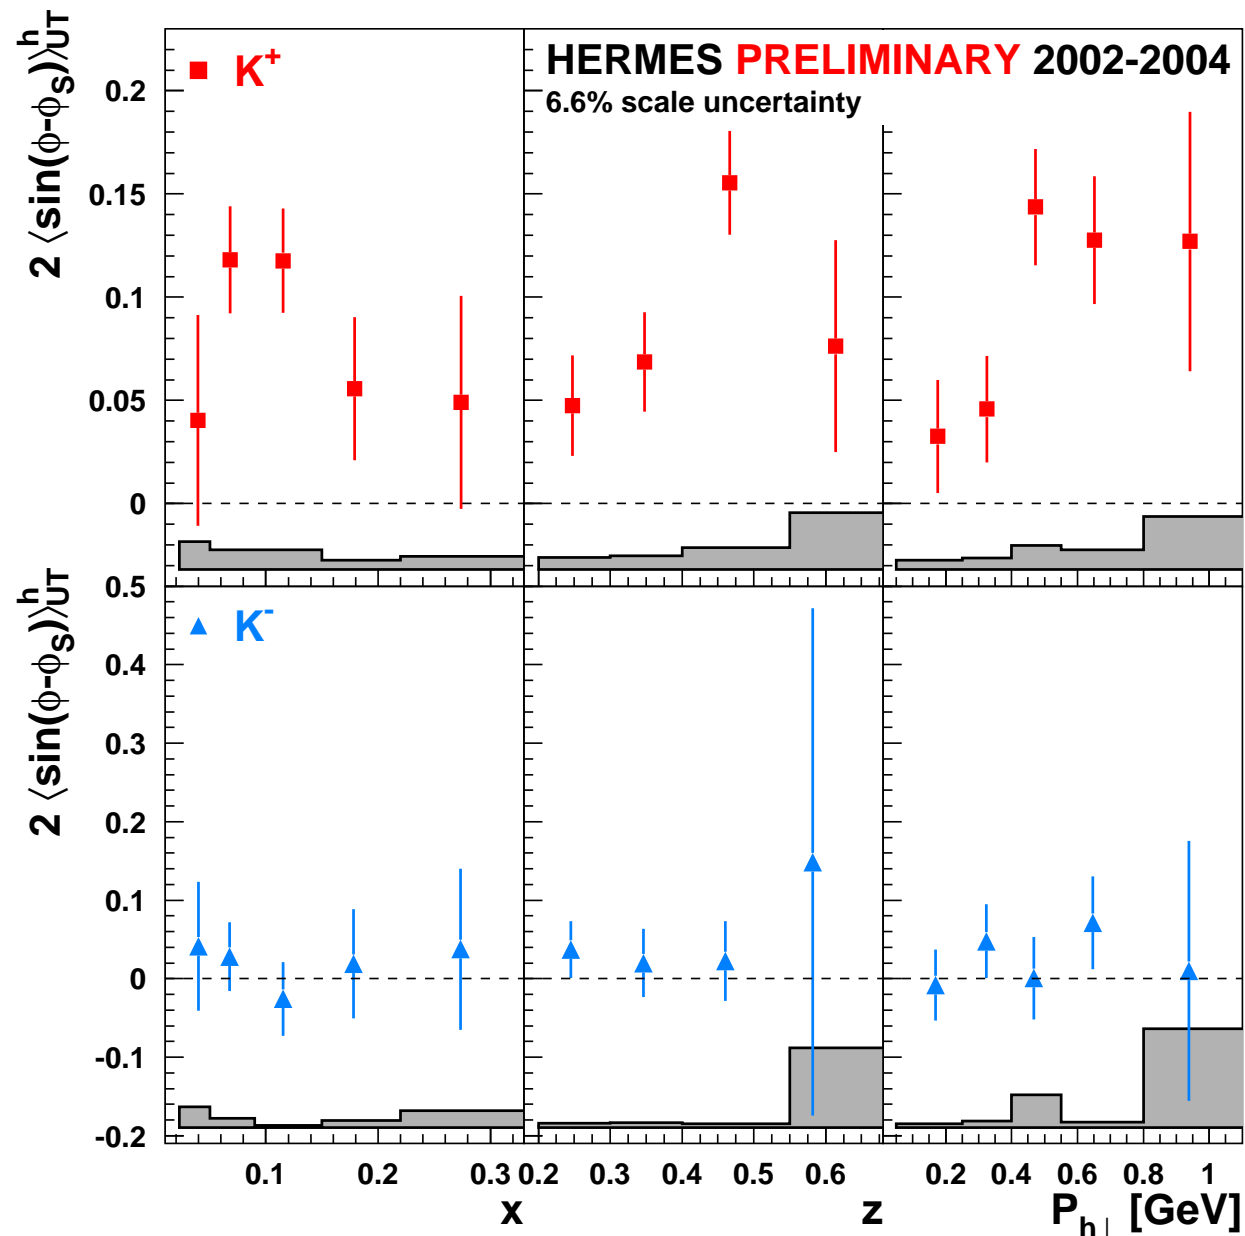 2 ⟨sin(ϕ-ϕS)⟩hUT
K+
HERMES PRELIMINARY 2002-2004
6.6% scale uncertainty
0.2
0.15
0.1
0.05
0
2 ⟨sin(ϕ-ϕS)⟩hUT
K-
0.5
0.4
0.3
0.2
0.1
0
-0.1
-0.2
0.1 0.2 0.3 0.2 0.3 0.4 0.5 0.6 0.2 0.4 0.6 0.8 1
x z Ph⊥ [GeV]